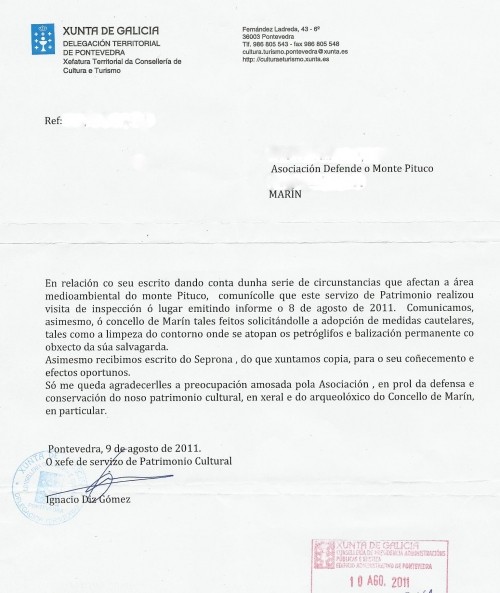 XUNTA DE GALICIA
DELEGACIÓN TERRITORIAL
DE PONTEVEDRA
Xefatura Territorial da Consellería de
Cultura e Turismo
Fernández Ladreda, 43 - 6º
36003 Pontevedra
Tlf. 986 805 543 - fax 986 805 548
cultura.turismo.pontevedra@xunta.es
http: //culturaeturismo.xunta.es
Ref:
Asociación Defende o Monte Pituco
MARÍN
En relación co seu escrito dando conta dunha serie de circunstancias que afectan a área
medioambiental do monte Pituco, comunícolle que este servizo de Patrimonio realizou
visita de inspección ó lugar emitindo informe o 8 de agosto de 2011. Comunicamos,
asimesmo, ó concello de Marín tales feitos solicitándolle a adopción de medidas cautelares,
tales como a limpeza do contorno onde se atopan os petróglifos e balización permanente co
obxecto da súa salvagarda.
Asimesmo recibimos escrito do Seprona , do que xuntamos copia, para o seu coñecemento e
efectos oportunos.
Só me queda agradecerlles a preocupación amosada pola Asociación , en prol da defensa e
conservación do noso patrimonio cultural, en xeral e do arqueolóxico do Concello de Marín,
en particular.
Pontevedra, 9 de agosto de 2011.
O xefe de servizo de Patrimonio Cultural
Ignacio Diz Gómez
XUNTA DE GALICIA
CONSELLERÍA DE PRESIDENCIA, ADMINISTRACIÓNS
PÚBLICAS E XUSTIZA
EDIFICIO ADMINISTRATIVO DE PONTEVEDRA
10 AGO. 2011